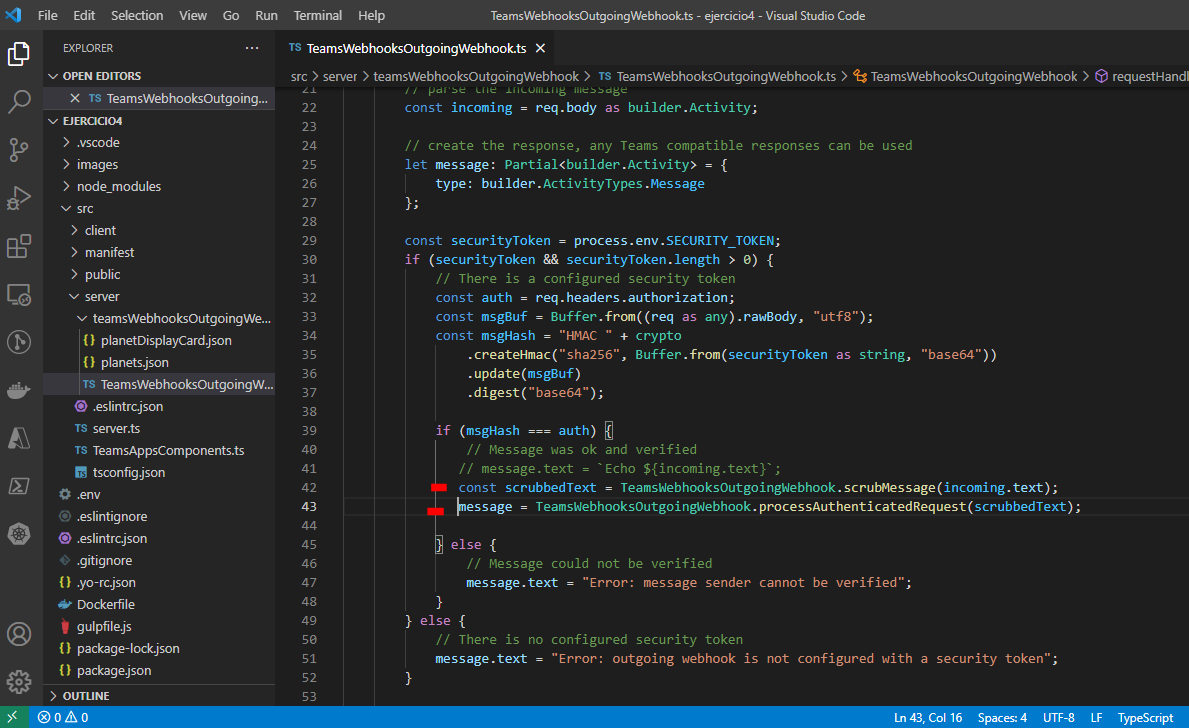 File Edit Selection View Go Run Terminal Help TeamsWebhooksOutgoingWebhook.ts - ejercicio4 - Visual Studio Code
EXPLORER
OPEN EDITORS
TS TeamsWebhooksOutgoing...
EJERCICIO4
.vscode
images
node_modules
src
client
manifest
public
server
teamsWebhooksOutgoingWe...
{} planetDisplayCard.json
{} planets.json
TS TeamsWebhooksOutgoingW...
.eslintrc.json
TS server.ts
TS TeamsAppsComponents.ts
TS tsconfig.json
.env
.eslintignore
.eslintrc.json
.gitignore
{} .yo-rc.json
Dockerfile
gulpfile.js
{} package-lock.json
{} package.json
OUTLINE
TS TeamsWebhooksOutgoingWebhook.ts
src > server > teamsWebhooksOutgoingWebhook > TS TeamsWebhooksOutgoingWebhook.ts > TeamsWebhooksOutgoingWebhook > requestHandl
21 // parse the incoming message
22 const incoming = req.body as builder.Activity;
23
24 // create the response, any Teams compatible responses can be used
25 let message: Partial<builder.Activity> = {
26 type: builder.ActivityTypes.Message
27 };
28
29 const securityToken = process.env.SECURITY_TOKEN;
30 if (securityToken && securityToken.length > 0) {
31 // There is a configured security token
32 const auth = req.headers.authorization;
33 const msgBuf = Buffer.from((req as any).rawBody, "utf8");
34 const msgHash = "HMAC " + crypto
35 .createHmac("sha256", Buffer.from(securityToken as string, "base64"))
36 .update(msgBuf)
37 .digest("base64");
38
39 if (msgHash === auth) {
40 // Message was ok and verified
41 // message.text = `Echo ${incoming.text}`;
42 const scrubbedText = TeamsWebhooksOutgoingWebhook.scrubMessage(incoming.text);
43 message = TeamsWebhooksOutgoingWebhook.processAuthenticatedRequest(scrubbedText);
44
45 } else {
46 // Message could not be verified
47 message.text = "Error: message sender cannot be verified";
48 }
49 } else {
50 // There is no configured security token
51 message.text = "Error: outgoing webhook is not configured with a security token";
52 }
53
0 0 Ln 43, Col 16 Spaces: 4 UTF-8 LF TypeScript